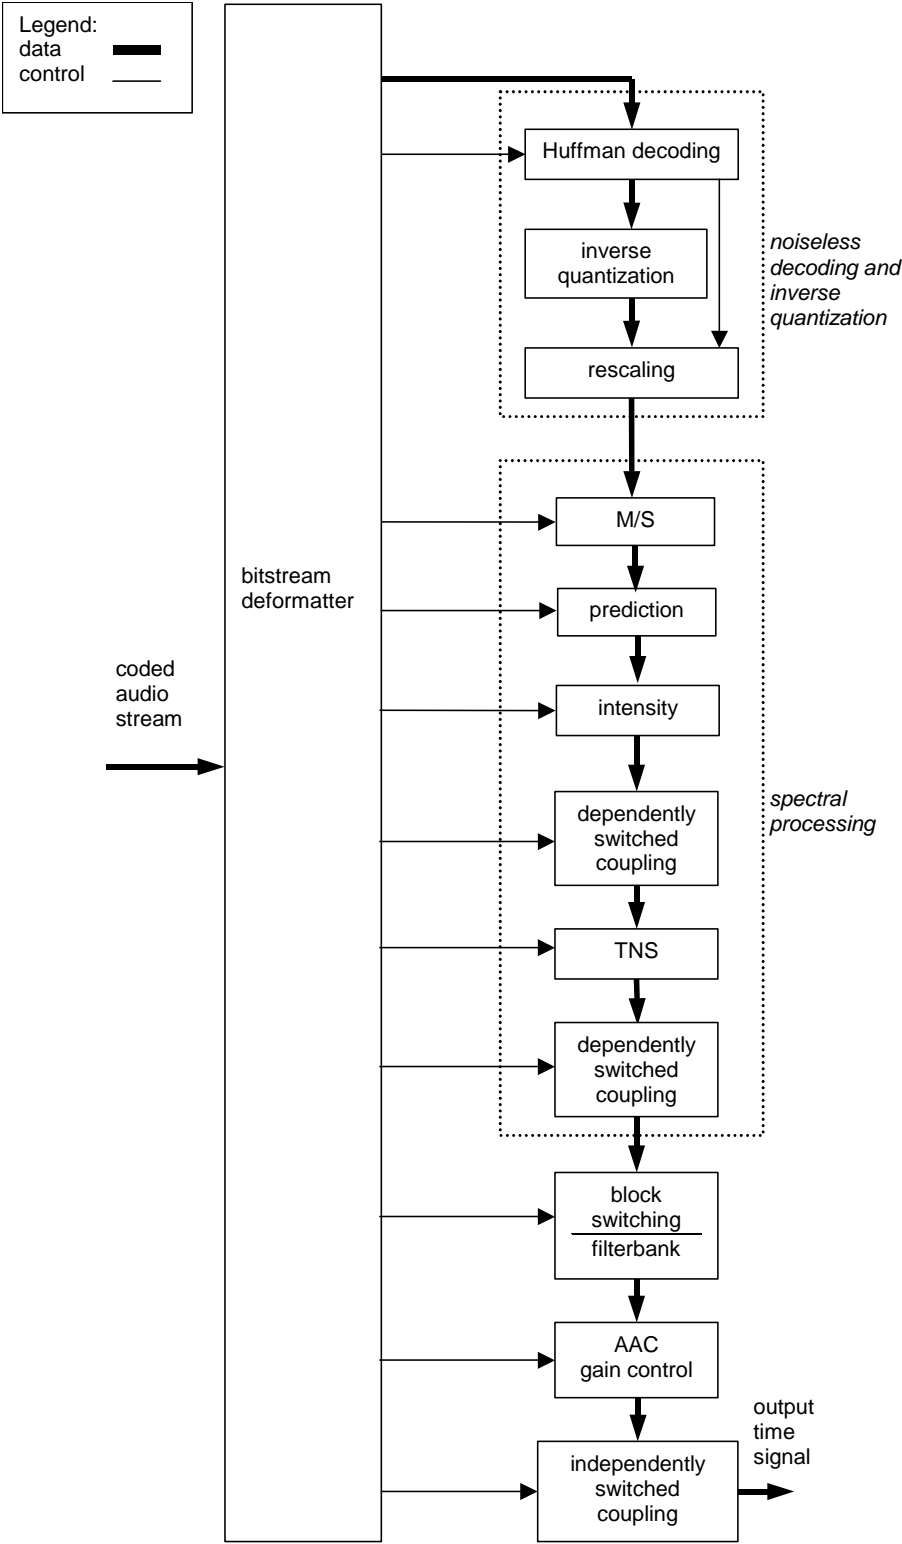 Legend:
data
control
Huffman decoding
inverse
quantization
rescaling
noiseless
decoding and
inverse
quantization
M/S
bitstream
deformatter
prediction
coded
audio
stream
intensity
dependently
switched
coupling
spectral
processing
TNS
dependently
switched
coupling
block
switching
filterbank
AAC
gain control
output
time
signal
independently
switched
coupling